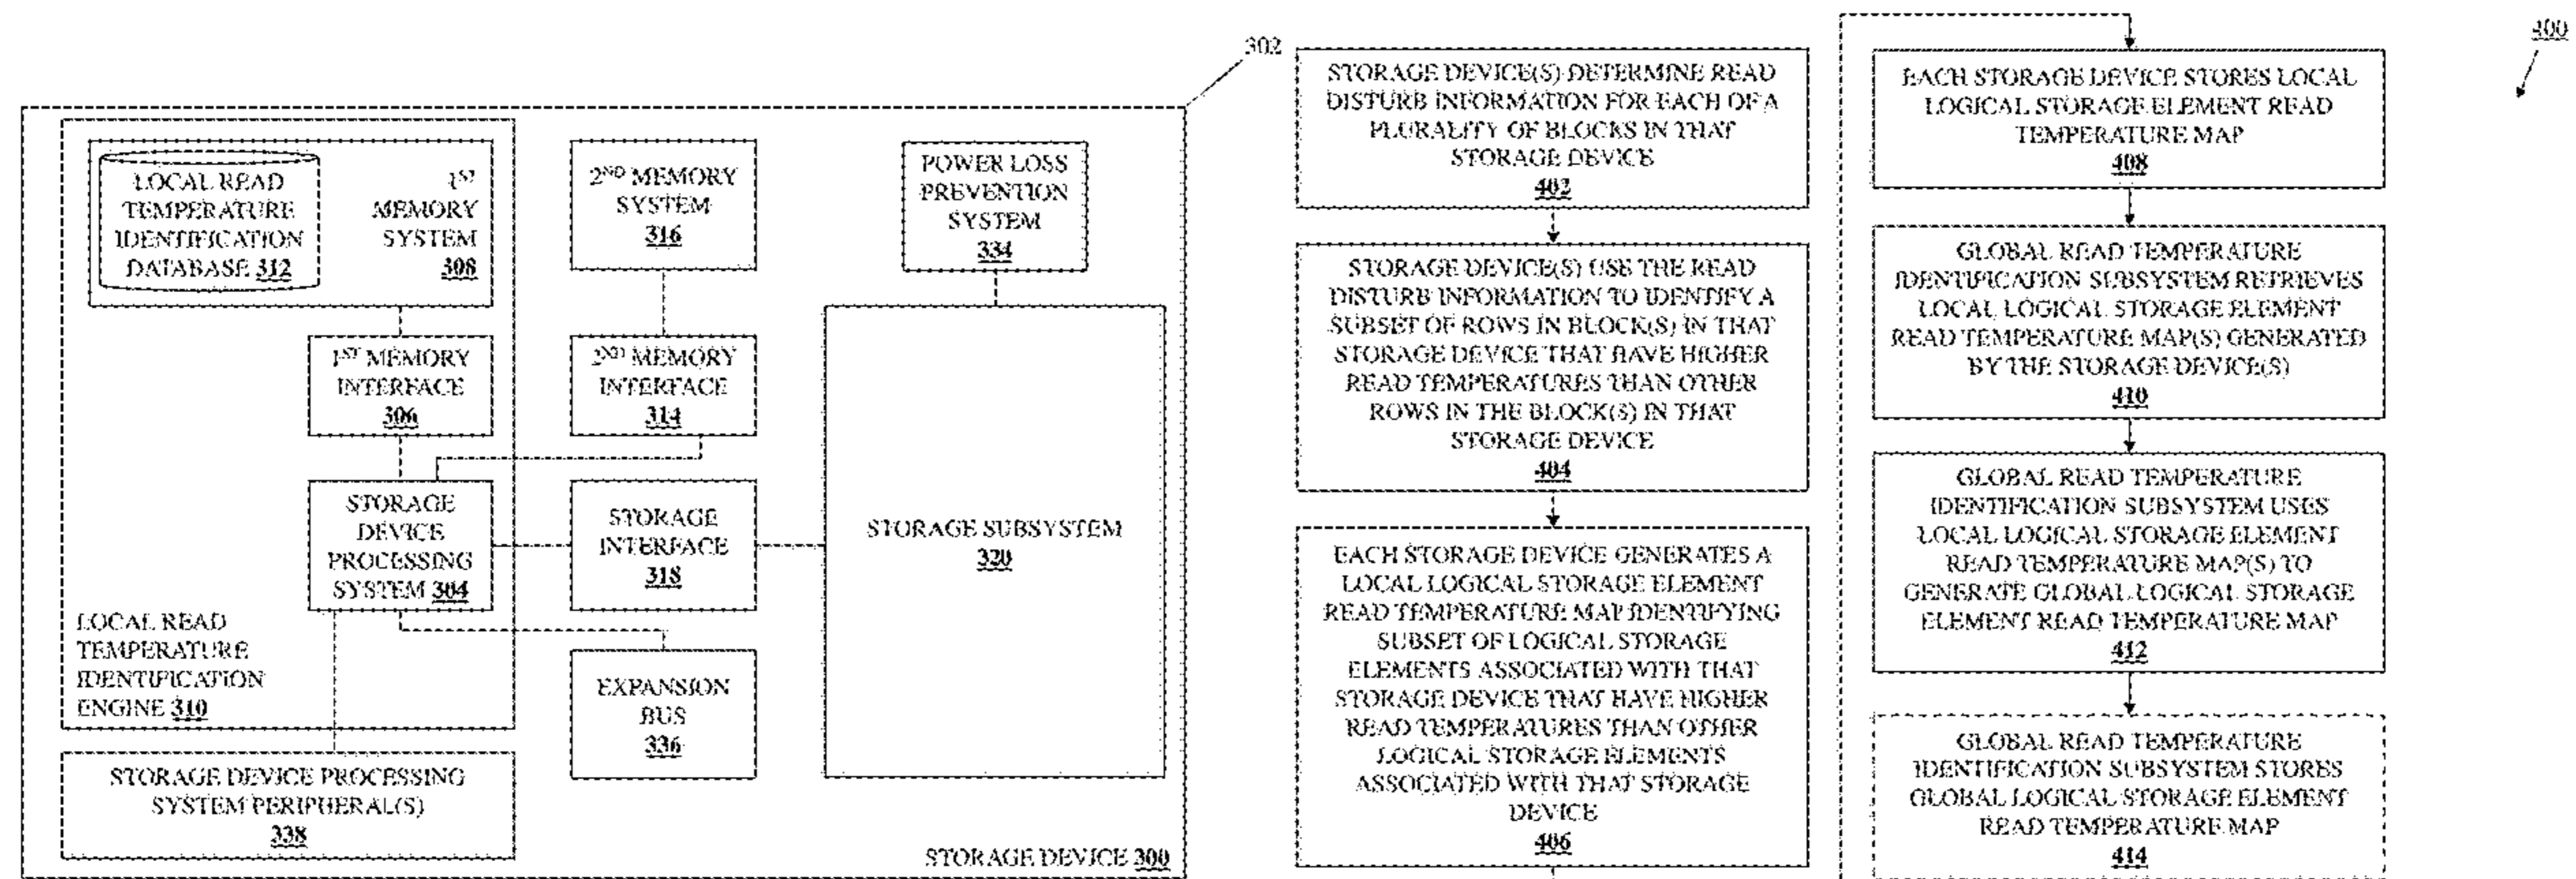 302
LOCAL READ
TEMPERATURE
IDENTIFICATION
DATABASE 312
1ST
MEMORY
SYSTEM
308
2ND MEMORY
SYSTEM
316
POWER LOSS
PREVENTION
SYSTEM
334
1ST MEMORY
INTERFACE
306
2ND MEMORY
INTERFACE
314
STORAGE
DEVICE
PROCESSING
SYSTEM 304
STORAGE
INTERFACE
318
STORAGE SUBSYSTEM
320
LOCAL READ
TEMPERATURE
IDENTIFICATION
ENGINE 310
EXPANSION
BUS
336
STORAGE DEVICE PROCESSING
SYSTEM PERIPHERAL(S)
338
STORAGE DEVICE 300
STORAGE DEVICE(S) DETERMINE READ
DISTURB INFORMATION FOR EACH OF A
PLURALITY OF BLOCKS IN THAT
STORAGE DEVICE
402
STORAGE DEVICE(S) USE THE READ
DISTURB INFORMATION TO IDENTIFY A
SUBSET OF ROWS IN BLOCK(S) IN THAT
STORAGE DEVICE THAT HAVE HIGHER
READ TEMPERATURES THAN OTHER
ROWS IN THE BLOCK(S) IN THAT
STORAGE DEVICE
404
EACH STORAGE DEVICE GENERATES A
LOCAL LOGICAL STORAGE ELEMENT
READ TEMPERATURE MAP IDENTIFYING
SUBSET OF LOGICAL STORAGE
ELEMENTS ASSOCIATED WITH THAT
STORAGE DEVICE THAT HAVE HIGHER
READ TEMPERATURES THAN OTHER
LOGICAL STORAGE ELEMENTS
ASSOCIATED WITH THAT STORAGE
DEVICE
406
400
EACH STORAGE DEVICE STORES LOCAL
LOGICAL STORAGE ELEMENT READ
TEMPERATURE MAP
408
GLOBAL READ TEMPERATURE
IDENTIFICATION SUBSYSTEM RETRIEVES
LOCAL LOGICAL STORAGE ELEMENT
READ TEMPERATURE MAP(S) GENERATED
BY THE STORAGE DEVICE(S)
410
GLOBAL READ TEMPERATURE
IDENTIFICATION SUBSYSTEM USES
LOCAL LOGICAL STORAGE ELEMENT
READ TEMPERATURE MAP(S) TO
GENERATE GLOBAL LOGICAL STORAGE
ELEMENT READ TEMPERATURE MAP
412
GLOBAL READ TEMPERATURE
IDENTIFICATION SUBSYSTEM STORES
GLOBAL LOGICAL STORAGE ELEMENT
READ TEMPERATURE MAP
414